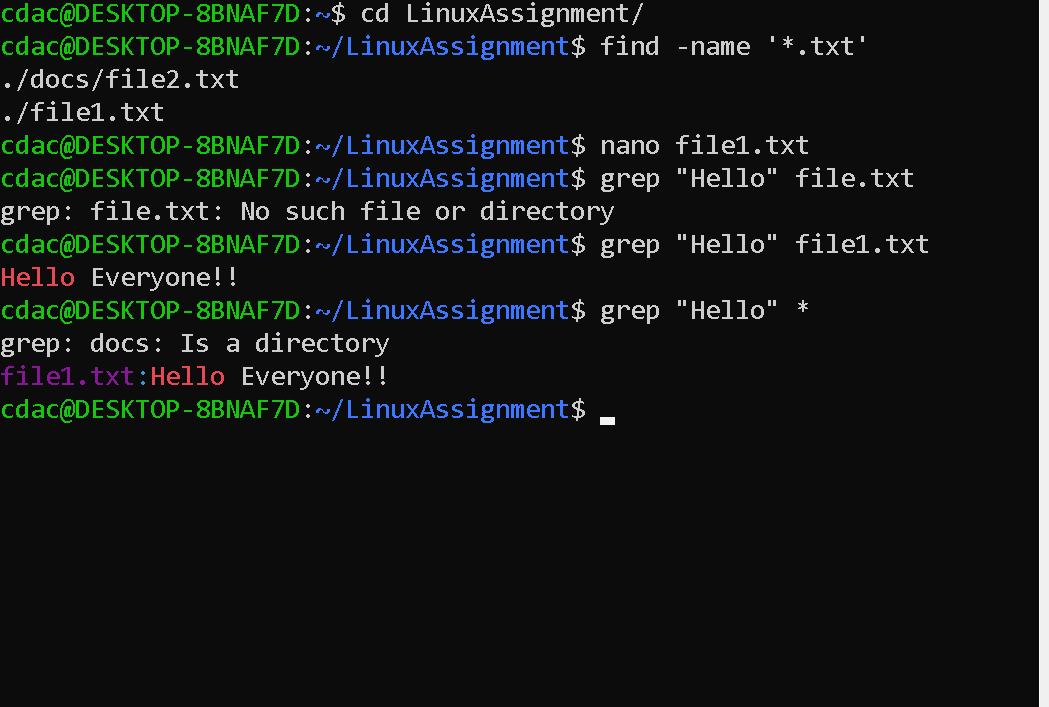 cdac@DESKTOP-8BNAF7D:~$ cd LinuxAssignment/
cdac@DESKTOP-8BNAF7D:~/LinuxAssignment$ find -name '*.txt'
./docs/file2.txt
./file1.txt
cdac@DESKTOP-8BNAF7D:~/LinuxAssignment$ nano file1.txt
cdac@DESKTOP-8BNAF7D:~/LinuxAssignment$ grep "Hello" file.txt
grep: file.txt: No such file or directory
cdac@DESKTOP-8BNAF7D:~/LinuxAssignment$ grep "Hello" file1.txt
Hello Everyone!!
cdac@DESKTOP-8BNAF7D:~/LinuxAssignment$ grep "Hello" *
grep: docs: Is a directory
file1.txt:Hello Everyone!!
cdac@DESKTOP-8BNAF7D:~/LinuxAssignment$